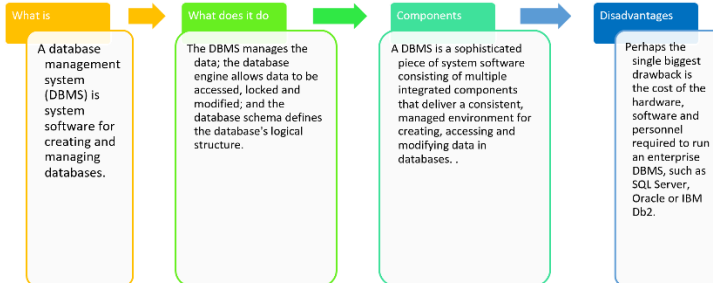 What is
A database
management
system
(DBMS) is
system
software for
creating and
managing
databases.
What does it do
The DBMS manages the
data; the database
engine allows data to be
accessed, locked and
modified; and the
database schema defines
the database's logical
structure.
Components
A DBMS is a sophisticated
piece of system software
consisting of multiple
integrated components
that deliver a consistent,
managed environment for
creating, accessing and
modifying data in
databases. .
Disadvantages
Perhaps the
single biggest
drawback is
the cost of the
hardware,
software and
personnel
required to run
an enterprise
DBMS, such as
SQL Server,
Oracle or IBM
Db2.